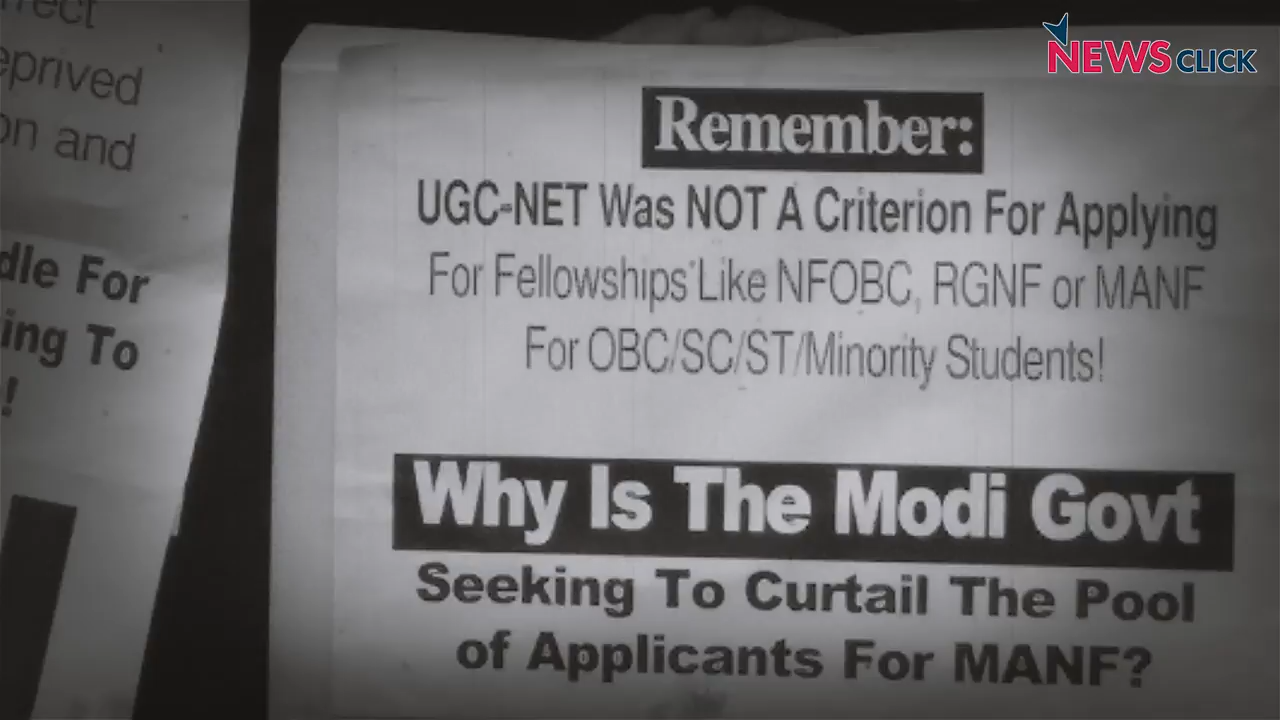 eprived
on and
dle For
ing To
!
NEWSCLICK
Remember:
UGC-NET Was NOT A Criterion For Applying
For Fellowships Like NFOBC, RGNF or MANF
For OBC/SC/ST/Minority Students!
Why Is The Modi Govt
Seeking To Curtail The Pool
of Applicants For MANF?